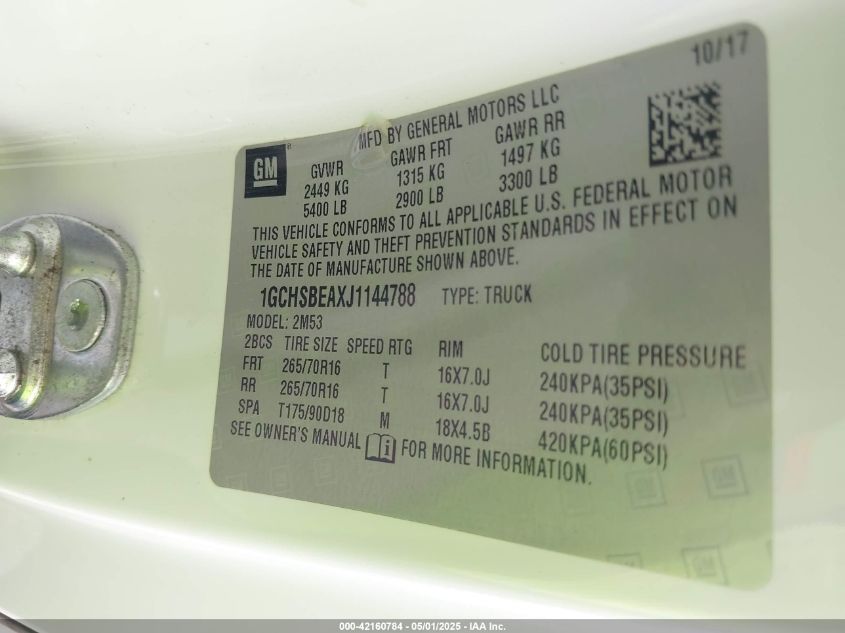 10/17
MFD BY GENERAL MOTORS LLC
GM
GVWR GAWR FRT GAWR RR
2449 KG 1315 KG 1497 KG
5400 LB 2900 LB 3300 LB
THIS VEHICLE CONFORMS TO ALL APPLICABLE U.S. FEDERAL MOTOR
VEHICLE SAFETY AND THEFT PREVENTION STANDARDS IN EFFECT ON
THE DATE OF MANUFACTURE SHOWN ABOVE.
1GCHSBEAXJ1144788 TYPE: TRUCK
MODEL: 2M53
2BCS TIRE SIZE SPEED RTG RIM COLD TIRE PRESSURE
FRT 265/70R16 T 16X7.0J 240KPA(35PSI)
RR 265/70R16 T 16X7.0J 240KPA(35PSI)
SPA T175/90D18 M 18X4.5B 420KPA(60PSI)
SEE OWNER'S MANUAL FOR MORE INFORMATION.
000-42160784 - 05/01/2025 - IAA Inc.